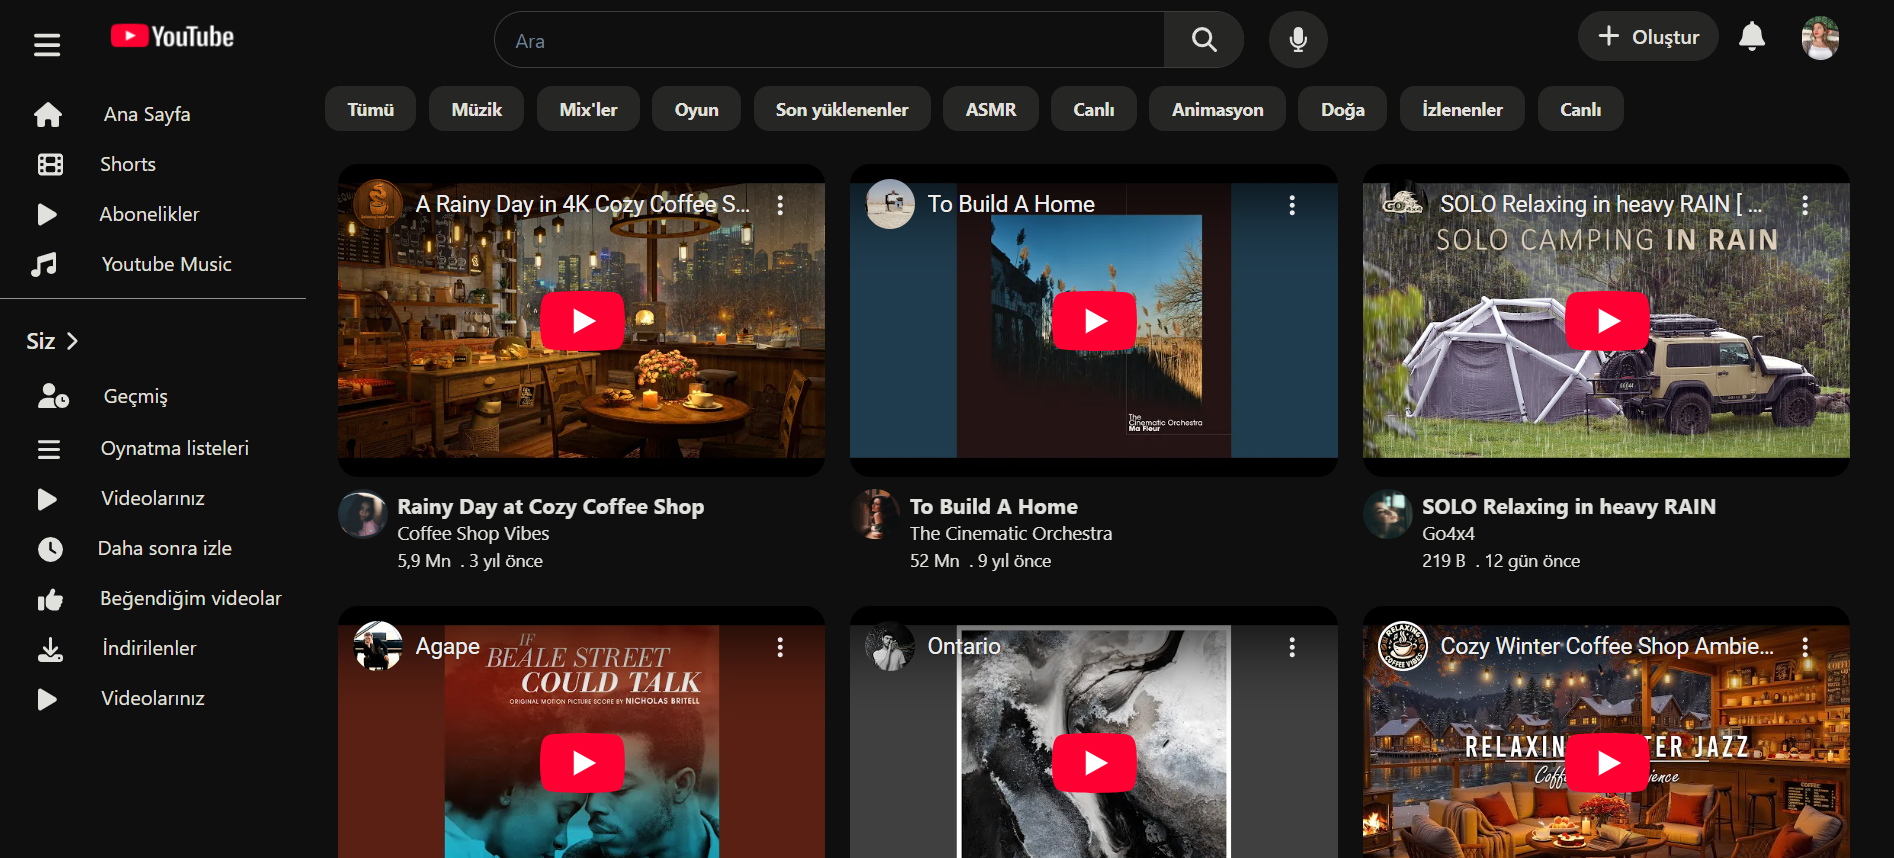 YouTube
Ara
Oluştur
Ana Sayfa
Shorts
Abonelikler
Youtube Music
Siz
Geçmiş
Oynatma listeleri
Videolarınız
Daha sonra izle
Beğendiğim videolar
İndirilenler
Videolarınız
Tümü
Müzik
Mix'ler
Oyun
Son yüklenenler
ASMR
Canlı
Animasyon
Doğa
İzlenenler
Canlı
A Rainy Day in 4K Cozy Coffee S...
Rainy Day at Cozy Coffee Shop
Coffee Shop Vibes
5,9 Mn . 3 yıl önce
To Build A Home
The
Cinematic Orchestra
Ma Fleur
To Build A Home
The Cinematic Orchestra
52 Mn . 9 yıl önce
SOLO Relaxing in heavy RAIN [ ...
SOLO CAMPING IN RAIN
SOLO Relaxing in heavy RAIN
Go4x4
219 B . 12 gün önce
Agape
IF
BEALE STREET
COULD TALK
ORIGINAL MOTION PICTURE SCORE BY NICHOLAS BRITELL
Ontario
RELAXING
COFFEE VIBES
Cozy Winter Coffee Shop Ambie...
RELAXIN TER JAZZ
Coff ience